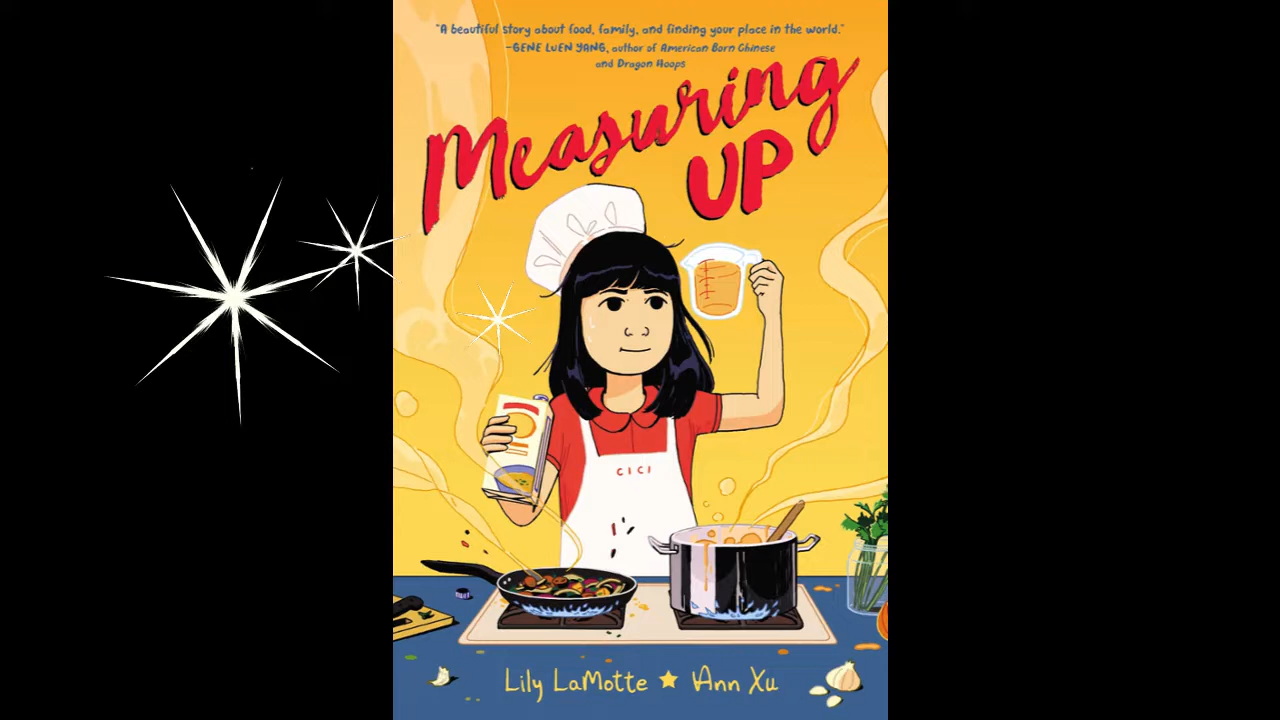 "A beautiful story about food, family, and finding your place in the world."
—GENE LUEN YANG, author of American Born Chinese
and Dragon Hoops
Measuring
UP
CICI
Lily LaMotte ★ Ann Xu